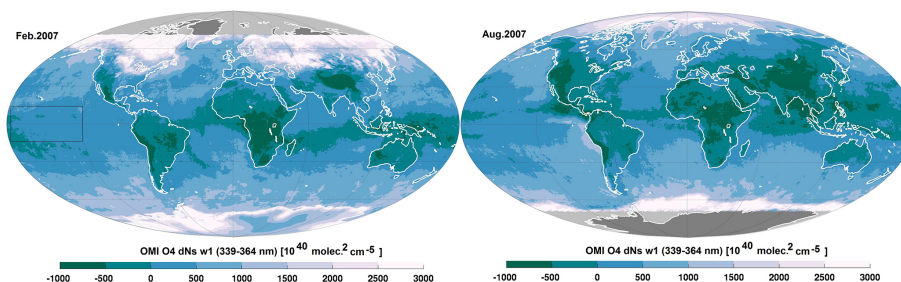 Feb.2007
Aug.2007
OMI O4 dNs w1 (339-364 nm) [10^40 molec.^2 cm^-5 ]
-1000 -500 0 500 1000 1500 2000 2500 3000
OMI O4 dNs w1 (339-364 nm) [10^40 molec.^2 cm^-5 ]
-1000 -500 0 500 1000 1500 2000 2500 3000